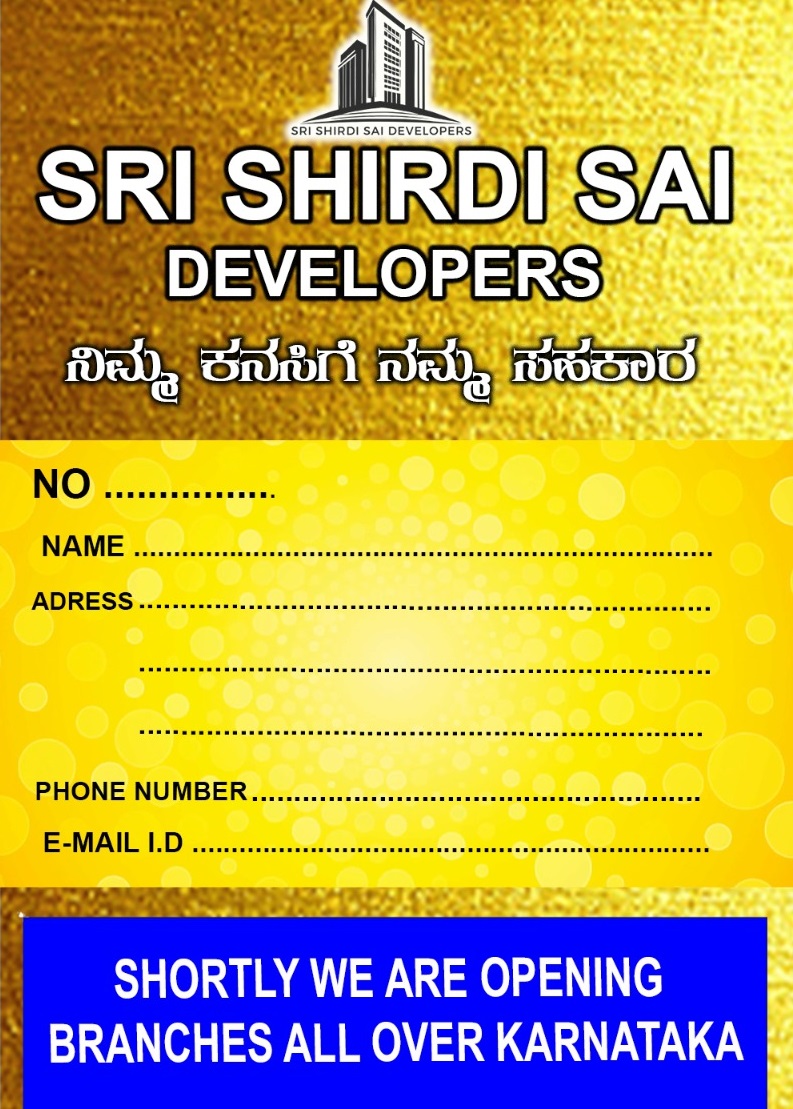 SRI SHIRDI SAI DEVELOPERS
SRI SHIRDI SAI
DEVELOPERS
ನಿಮ್ಮ ಕನಸಿಗೆ ನಮ್ಮ ಸಹಕಾರ
NO ................
NAME ........................................................................
ADRESS .......................................................................
.......................................................................
......................................................................
PHONE NUMBER........................................................
E-MAIL I.D ................................................................
SHORTLY WE ARE OPENING
BRANCHES ALL OVER KARNATAKA